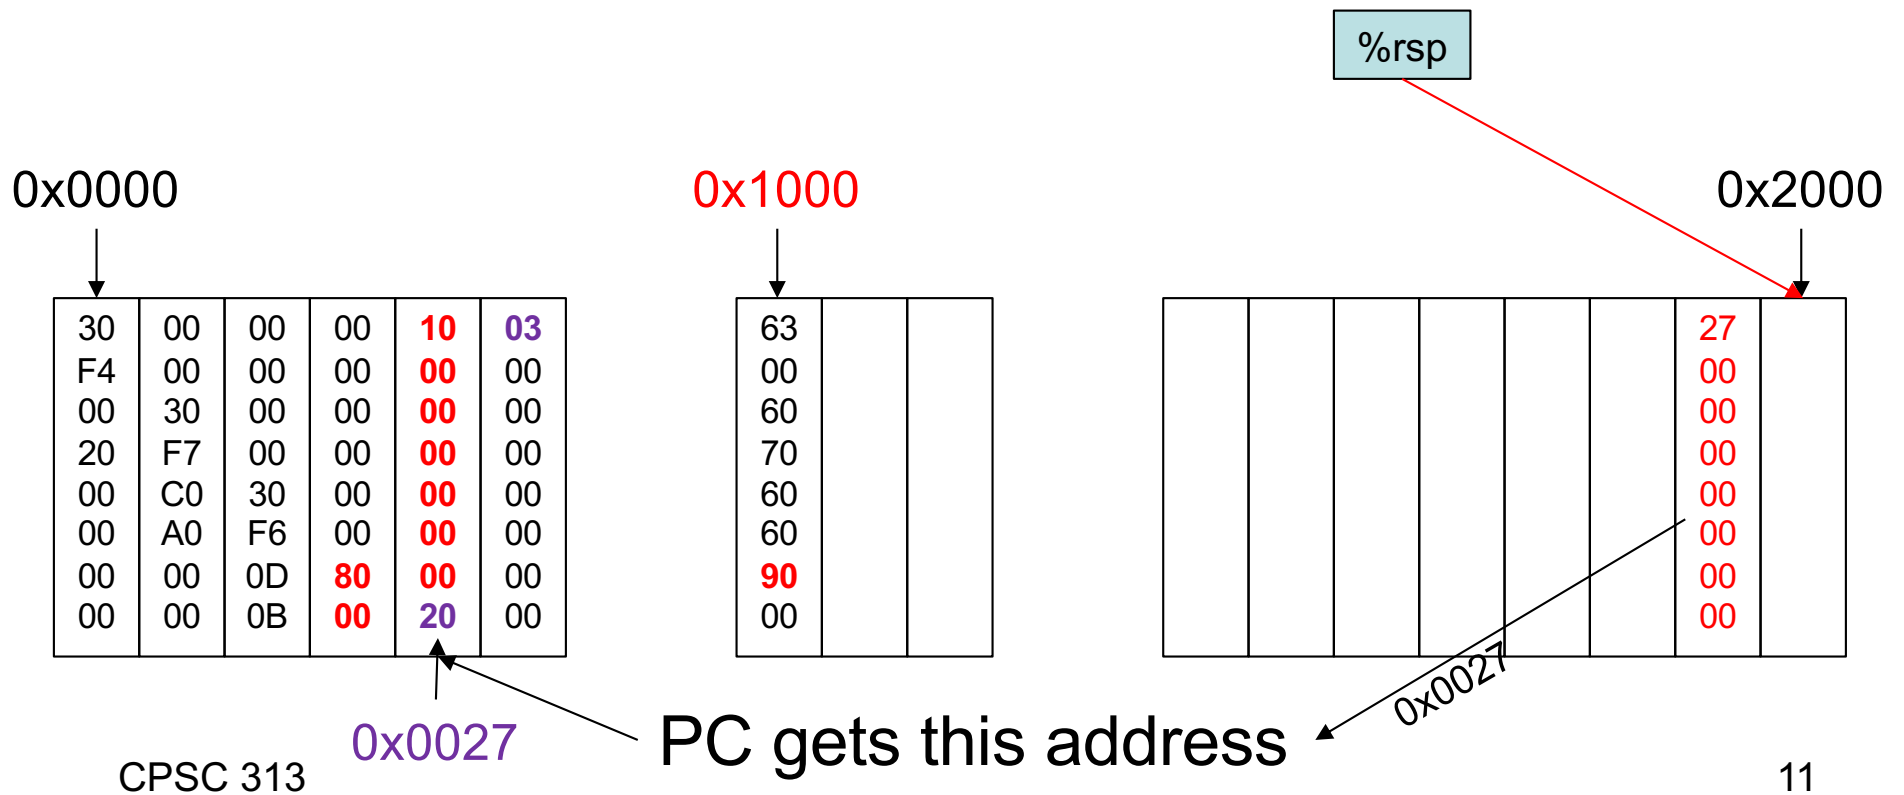 %rsp
0x0000 0x1000 0x2000
30 00 00 00 10 03 63 27
F4 00 00 00 00 00 00 00
00 30 00 00 00 00 60 00
20 F7 00 00 00 00 70 00
00 C0 30 00 00 00 60 00
00 A0 F6 00 00 00 60 00
00 00 0D 80 00 00 90 00
00 00 0B 00 20 00 00 00
0x0027
0x0027 PC gets this address
CPSC 313 11